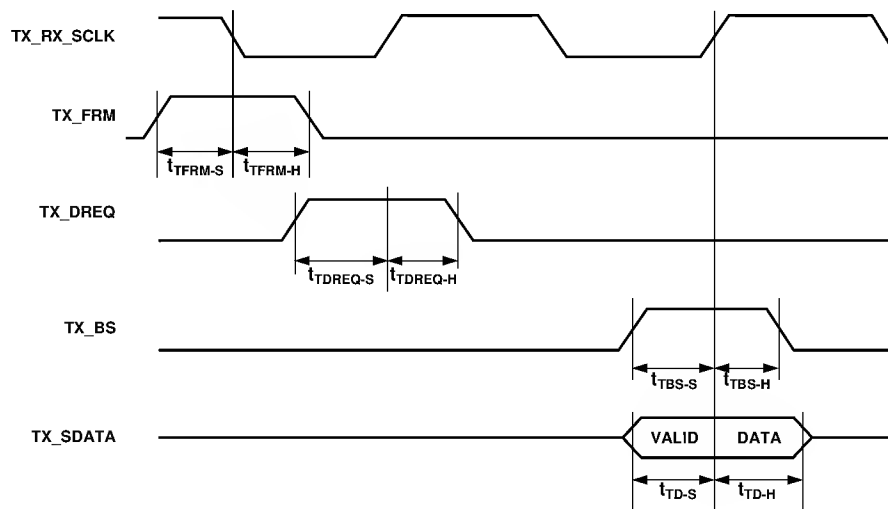 TX_RX_SCLK
TX_FRM
tTFRM-S
tTFRM-H
TX_DREQ
tTDREQ-S
tTDREQ-H
TX_BS
tTBS-S
tTBS-H
TX_SDATA
VALID
DATA
tTD-S
tTD-H